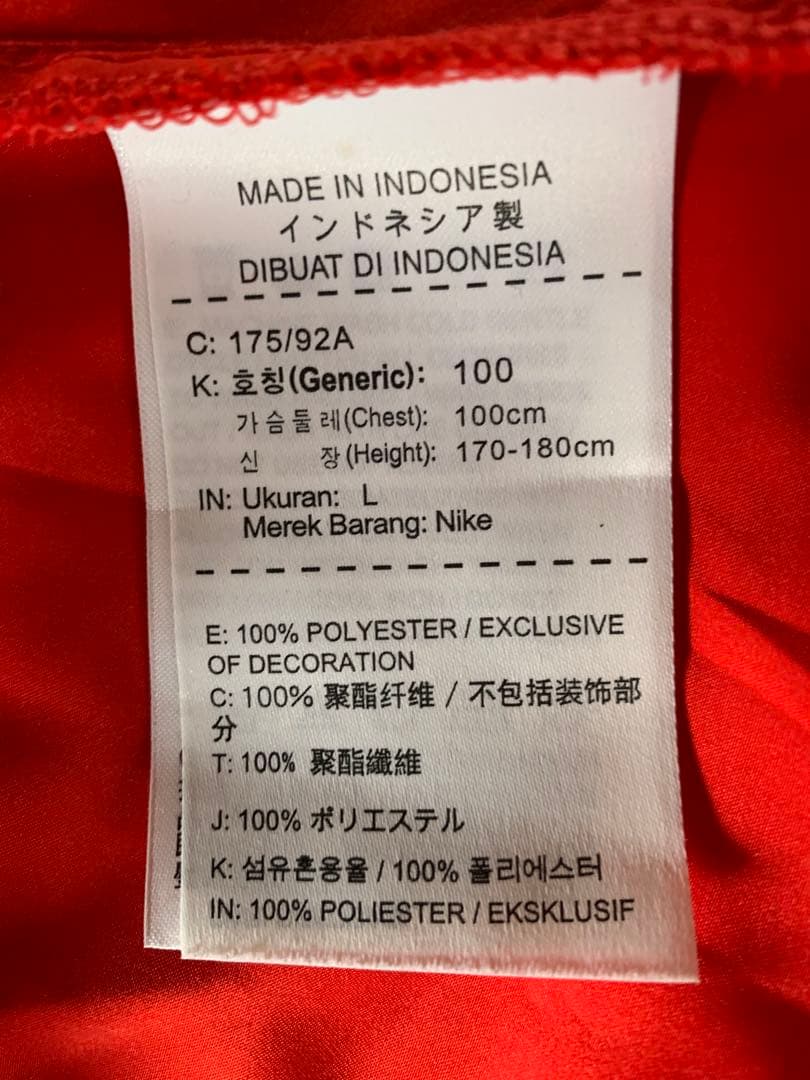 MADE IN INDONESIA
インドネシア製
DIBUAT DI INDONESIA
C: 175/92A
K: 호칭(Generic): 100
가슴둘레(Chest): 100cm
신 장(Height): 170-180cm
IN: Ukuran: L
Merek Barang: Nike
E: 100% POLYESTER / EXCLUSIVE
OF DECORATION
C: 100% 聚酯纤维 / 不包括装饰部
分
T: 100% 聚酯纖維
J: 100% ポリエステル
K: 섬유혼용율 / 100% 폴리에스터
IN: 100% POLIESTER / EKSKLUSIF